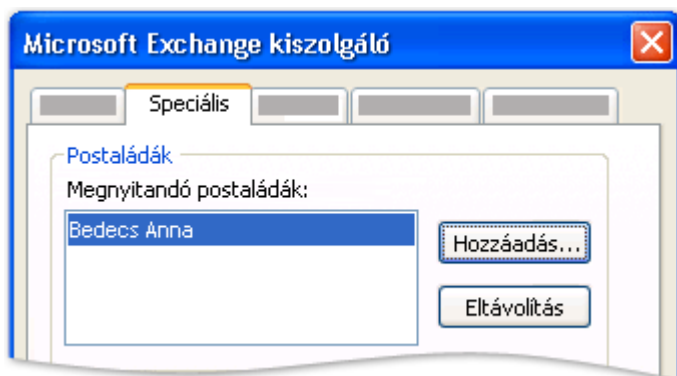 Microsoft Exchange kiszolgáló
Speciális
Postaládák
Megnyitandó postaládák:
Bedecs Anna
Hozzáadás...
Eltávolítás